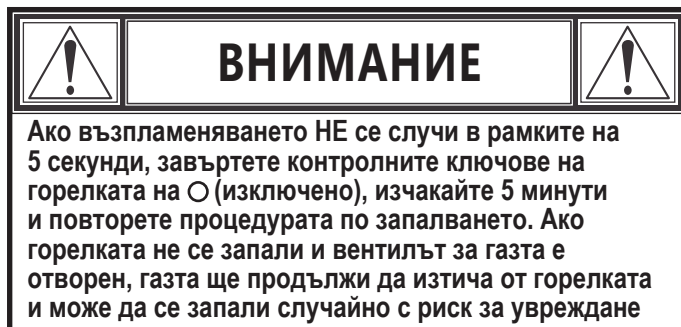 ВНИМАНИЕ
Ако възпламеняването НЕ се случи в рамките на
5 секунди, завъртете контролните ключове на
горелката на O (изключено), изчакайте 5 минути
и повторете процедурата по запалването. Ако
горелката не се запали и вентилът за газта е
отворен, газта ще продължи да изтича от горелката
и може да се запали случайно с риск за увреждане